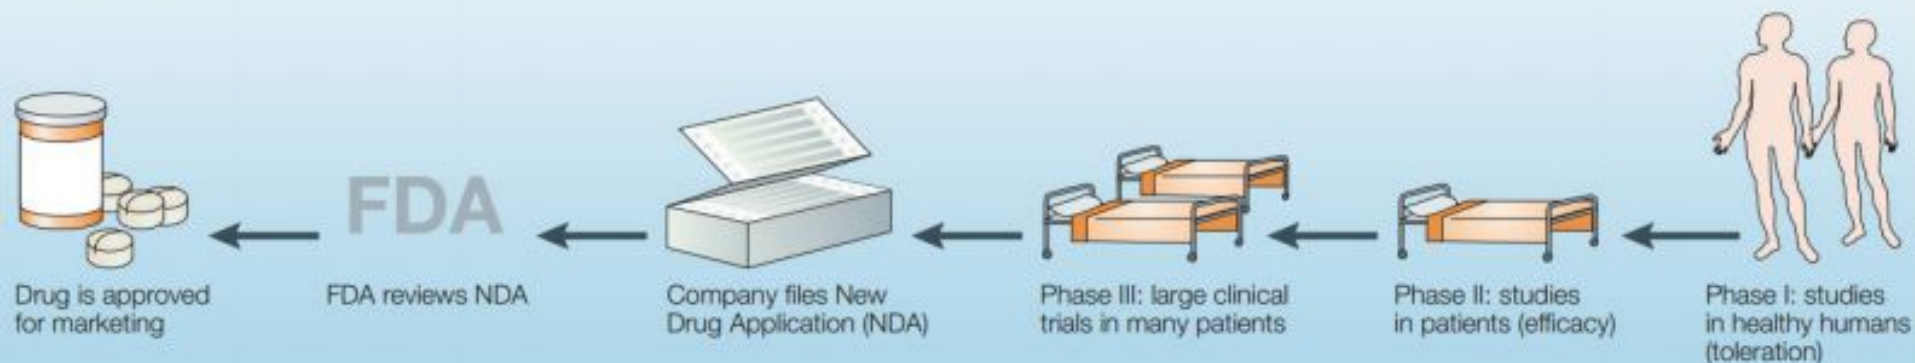 FDA
Drug is approved
for marketing
FDA reviews NDA
Company files New
Drug Application (NDA)
Phase III: large clinical
trials in many patients
Phase II: studies
in patients (efficacy)
Phase I: studies
in healthy humans
(toleration)